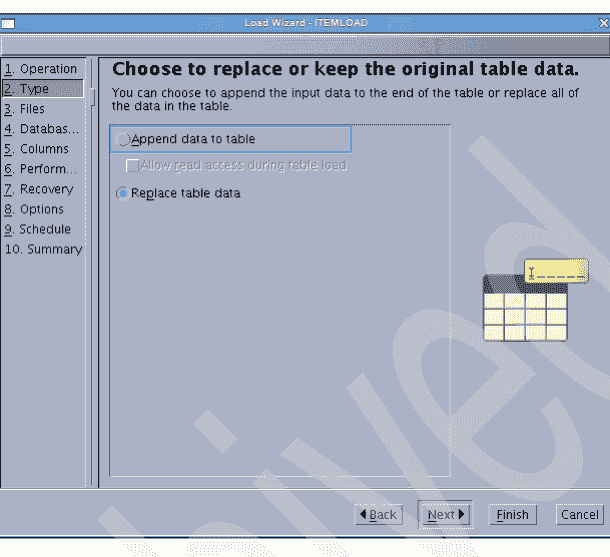 Load Wizard - ITEMLOAD
1. Operation
2. Type
3. Files
4. Databas...
5. Columns
6. Perform...
7. Recovery
8. Options
9. Schedule
10. Summary
Choose to replace or keep the original table data.
You can choose to append the input data to the end of the table or replace all of
the data in the table.
Append data to table
Allow read access during table load
Replace table data
Back Next Finish Cancel